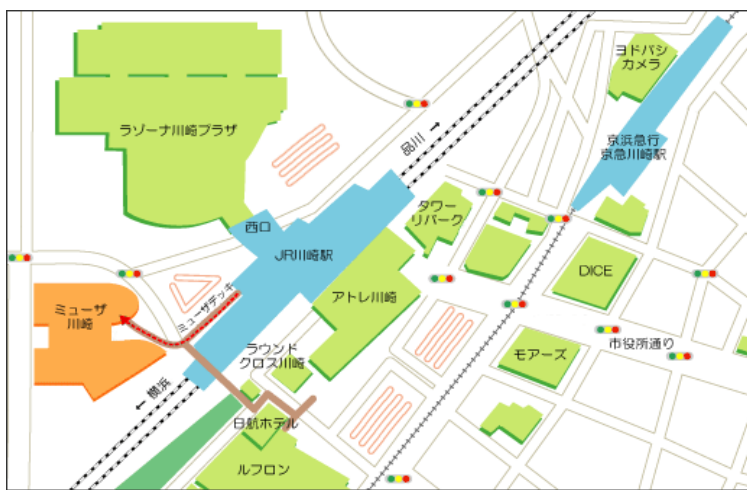 ヨドバシ
カメラ
ラゾーナ川崎プラザ
品川 →
京浜急行
京急川崎駅
タワー
リパーク
西口
JR川崎駅
DICE
アトレ川崎
ミューザデッキ
ミューザ
川崎
ラウンド
クロス川崎
モアーズ
市役所通り
← 横浜
日航ホテル
ルフロン